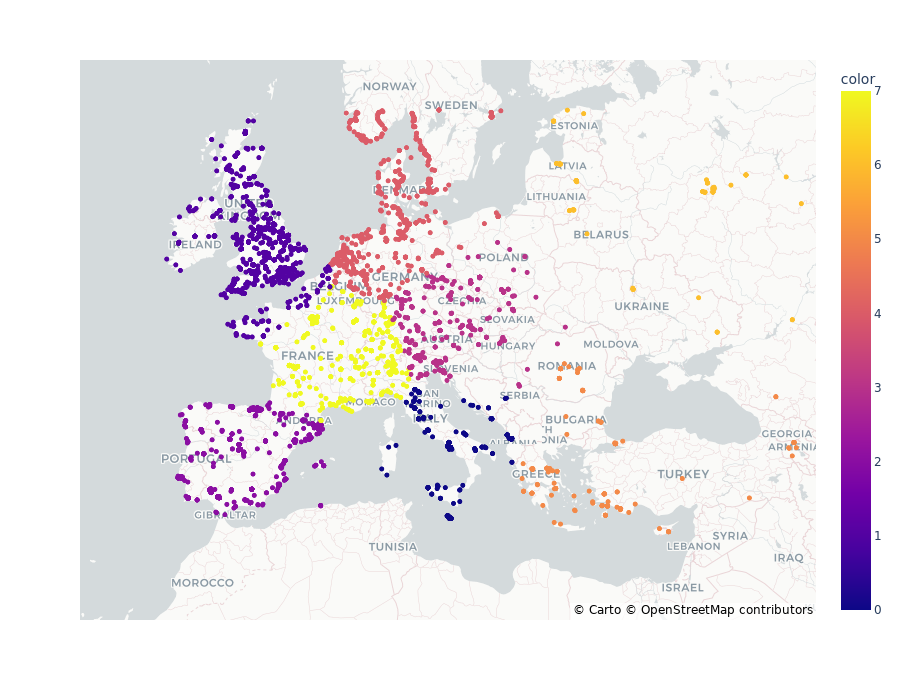 color
7
NORWAY
SWEDEN
ESTONIA
LATVIA
6
LITHUANIA
DENMARK
UNITED
KINGDOM
BELARUS
IRELAND
5
POLAND
GERMANY
BELGIUM
LUXEMBOURG
CZECHIA
UKRAINE
4
SLOVAKIA
AUSTRIA
HUNGARY
MOLDOVA
FRANCE
SLOVENIA
ROMANIA
3
SAN
MARINO
SERBIA
MONACO
ITALY
ANDORRA
BULGARIA
GEORGIA
TH
ONIA
ALBANIA
ARMENIA
2
PORTUGAL
GREECE
TURKEY
GIBRALTAR
SYRIA
1
TUNISIA
LEBANON
IRAQ
MOROCCO
ISRAEL
© Carto © OpenStreetMap contributors
0